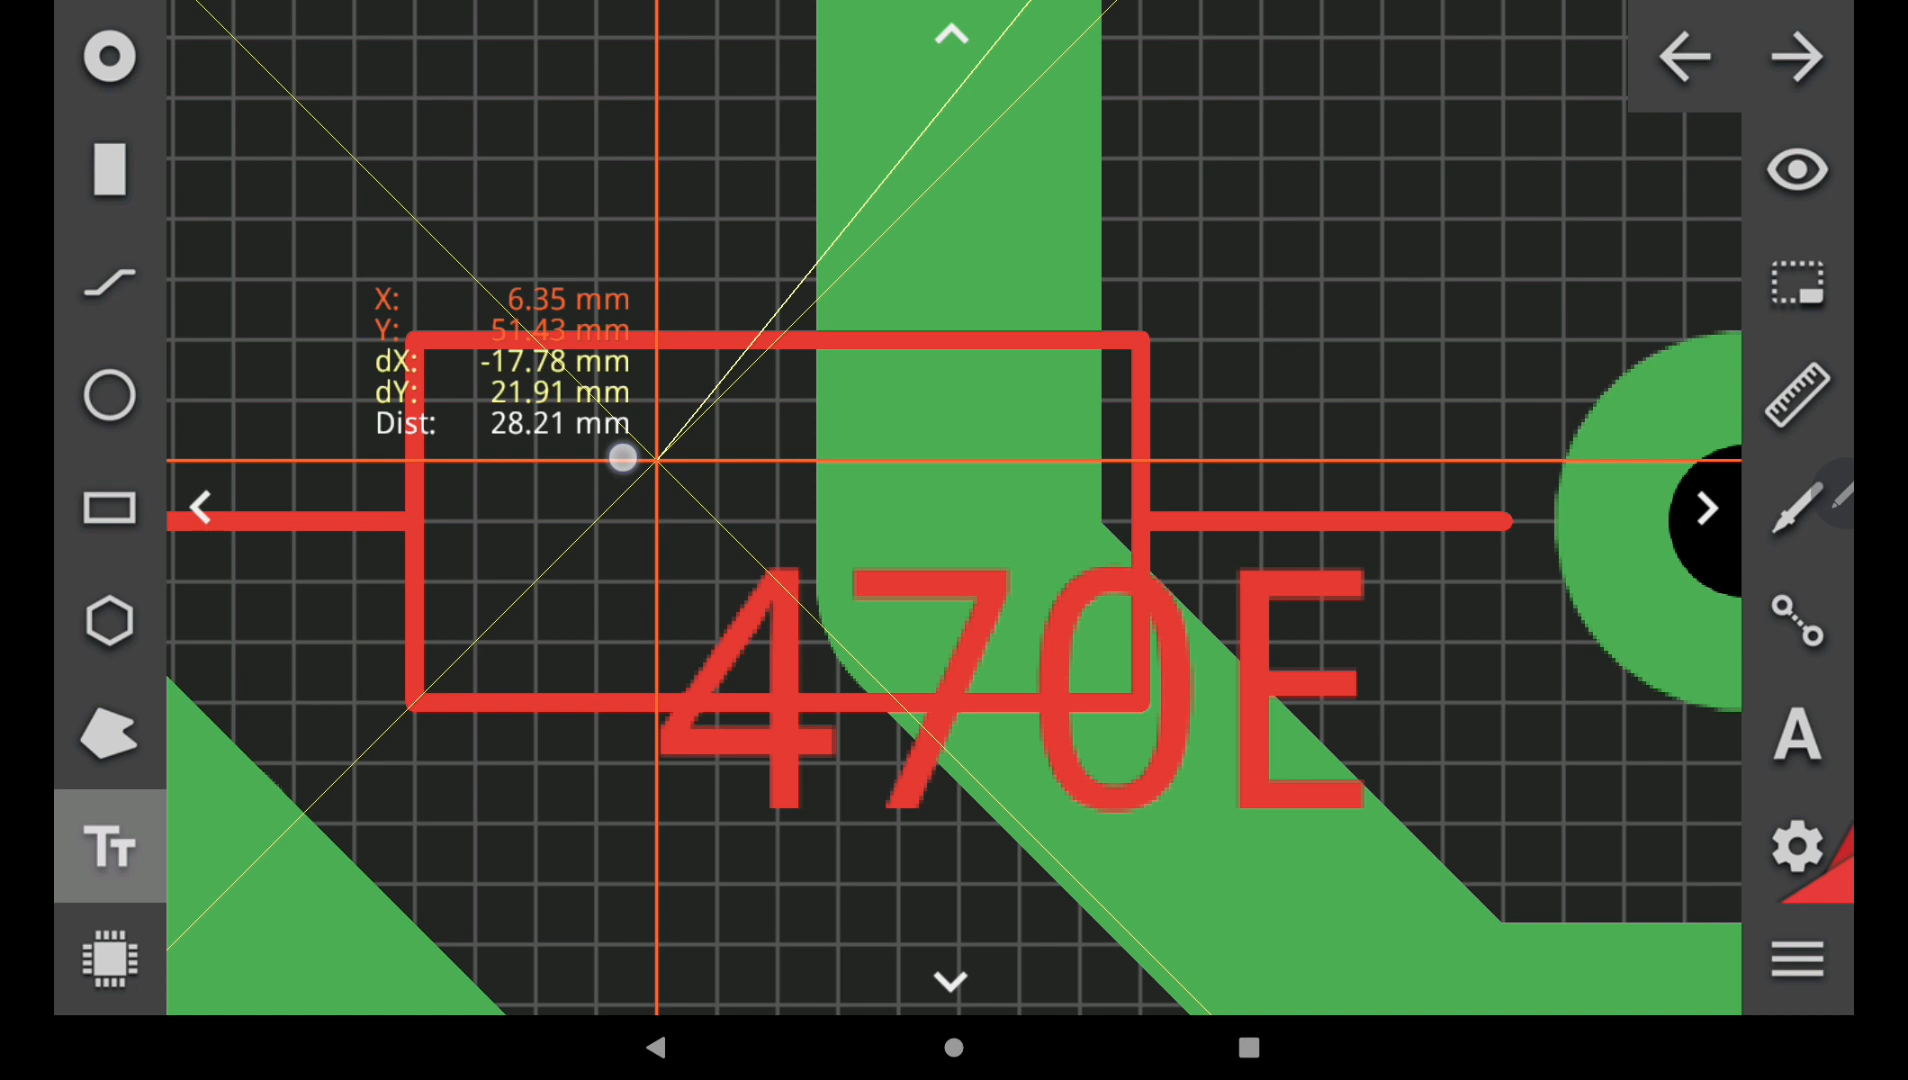 X: 6.35 mm
Y: 51.43 mm
dX: -17.78 mm
dY: 21.91 mm
Dist: 28.21 mm
470E
TT
A